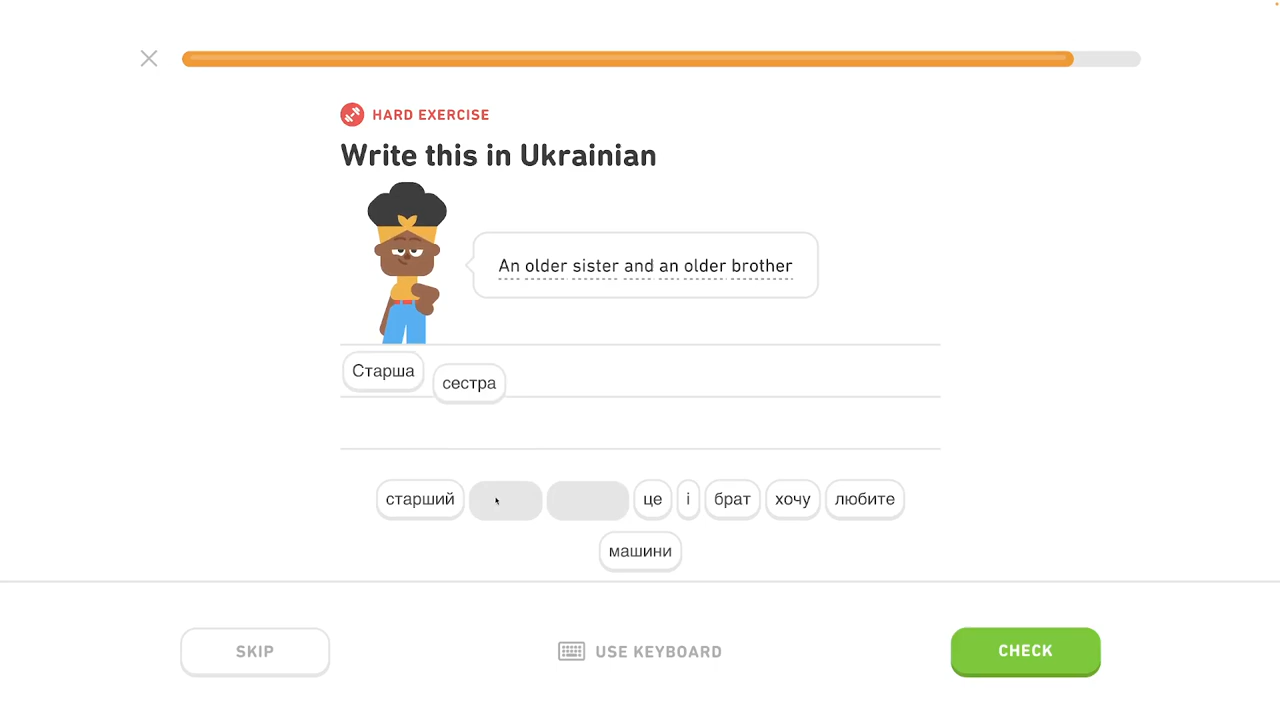 HARD EXERCISE
Write this in Ukrainian
An older sister and an older brother
Старша сестра
старший це і брат хочу любите
машини
SKIP USE KEYBOARD CHECK